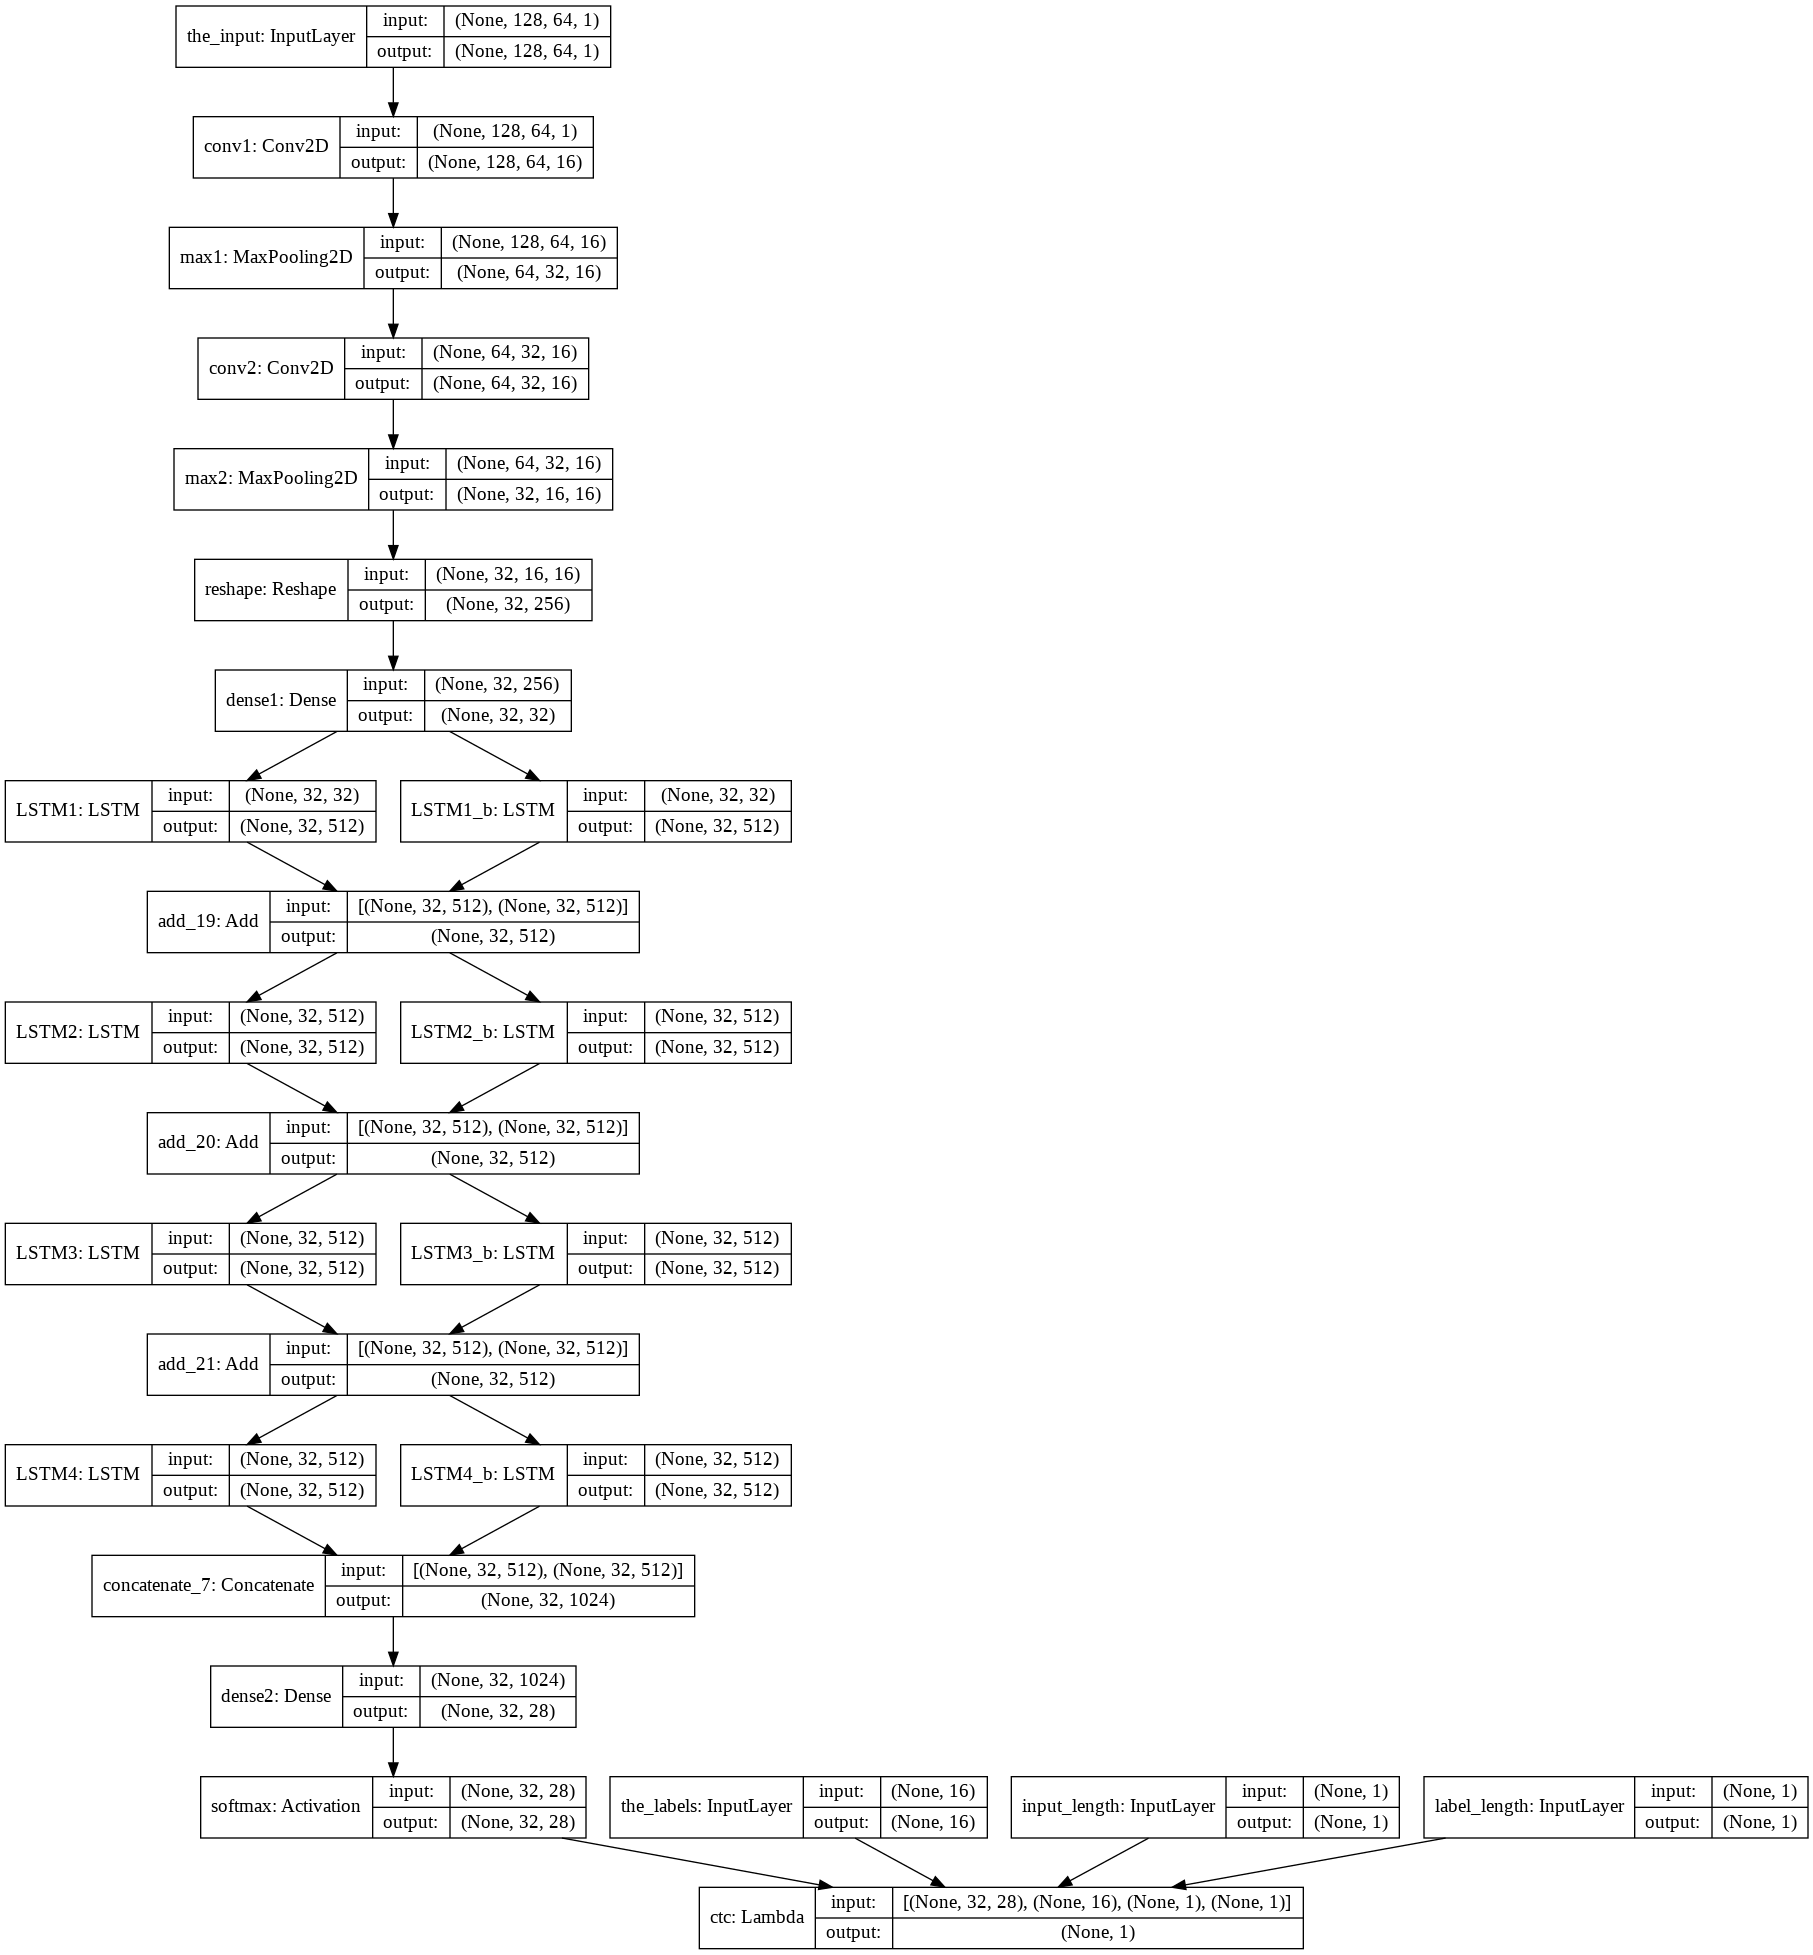 the_input: InputLayer input: (None, 128, 64, 1)
output: (None, 128, 64, 1)
conv1: Conv2D input: (None, 128, 64, 1)
output: (None, 128, 64, 16)
max1: MaxPooling2D input: (None, 128, 64, 16)
output: (None, 64, 32, 16)
conv2: Conv2D input: (None, 64, 32, 16)
output: (None, 64, 32, 16)
max2: MaxPooling2D input: (None, 64, 32, 16)
output: (None, 32, 16, 16)
reshape: Reshape input: (None, 32, 16, 16)
output: (None, 32, 256)
dense1: Dense input: (None, 32, 256)
output: (None, 32, 32)
LSTM1: LSTM input: (None, 32, 32)
output: (None, 32, 512)
LSTM1_b: LSTM input: (None, 32, 32)
output: (None, 32, 512)
add_19: Add input: [(None, 32, 512), (None, 32, 512)]
output: (None, 32, 512)
LSTM2: LSTM input: (None, 32, 512)
output: (None, 32, 512)
LSTM2_b: LSTM input: (None, 32, 512)
output: (None, 32, 512)
add_20: Add input: [(None, 32, 512), (None, 32, 512)]
output: (None, 32, 512)
LSTM3: LSTM input: (None, 32, 512)
output: (None, 32, 512)
LSTM3_b: LSTM input: (None, 32, 512)
output: (None, 32, 512)
add_21: Add input: [(None, 32, 512), (None, 32, 512)]
output: (None, 32, 512)
LSTM4: LSTM input: (None, 32, 512)
output: (None, 32, 512)
LSTM4_b: LSTM input: (None, 32, 512)
output: (None, 32, 512)
concatenate_7: Concatenate input: [(None, 32, 512), (None, 32, 512)]
output: (None, 32, 1024)
dense2: Dense input: (None, 32, 1024)
output: (None, 32, 28)
softmax: Activation input: (None, 32, 28)
output: (None, 32, 28)
the_labels: InputLayer input: (None, 16)
output: (None, 16)
input_length: InputLayer input: (None, 1)
output: (None, 1)
label_length: InputLayer input: (None, 1)
output: (None, 1)
ctc: Lambda input: [(None, 32, 28), (None, 16), (None, 1), (None, 1)]
output: (None, 1)